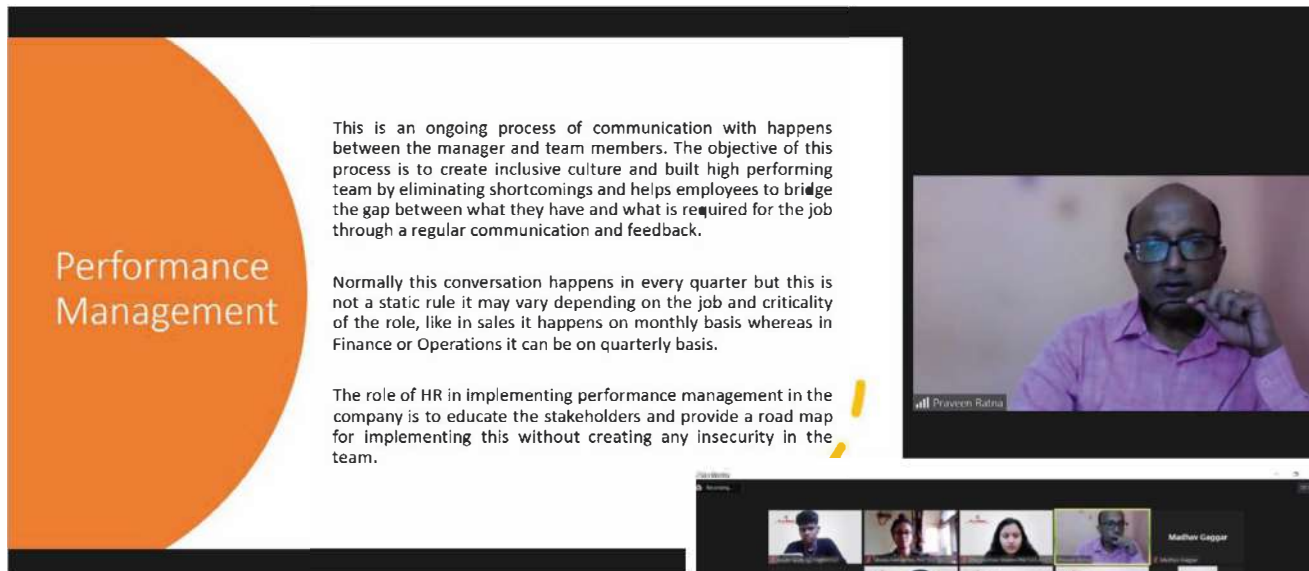 Performance
Management
This is an ongoing process of communication with happens
between the manager and team members. The objective of this
process is to create inclusive culture and built high performing
team by eliminating shortcomings and helps employees to bridge
the gap between what they have and what is required for the job
through a regular communication and feedback.
Normally this conversation happens in every quarter but this is
not a static rule it may vary depending on the job and criticality
of the role, like in sales it happens on monthly basis whereas in
Finance or Operations it can be on quarterly basis.
The role of HR in implementing performance management in the
company is to educate the stakeholders and provide a road map
for implementing this without creating any insecurity in the
team.
Praveen Ratna
Madhav Gaggar
Madhav Gaggar